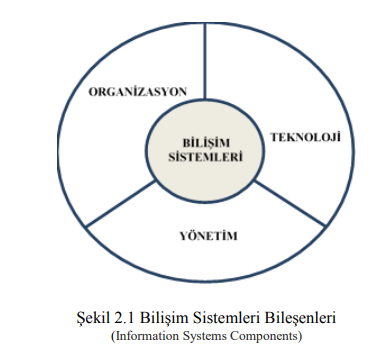 ORGANİZASYON
TEKNOLOJİ
BİLİŞİM
SİSTEMLERİ
YÖNETİM
Şekil 2.1 Bilişim Sistemleri Bileşenleri
(Information Systems Components)